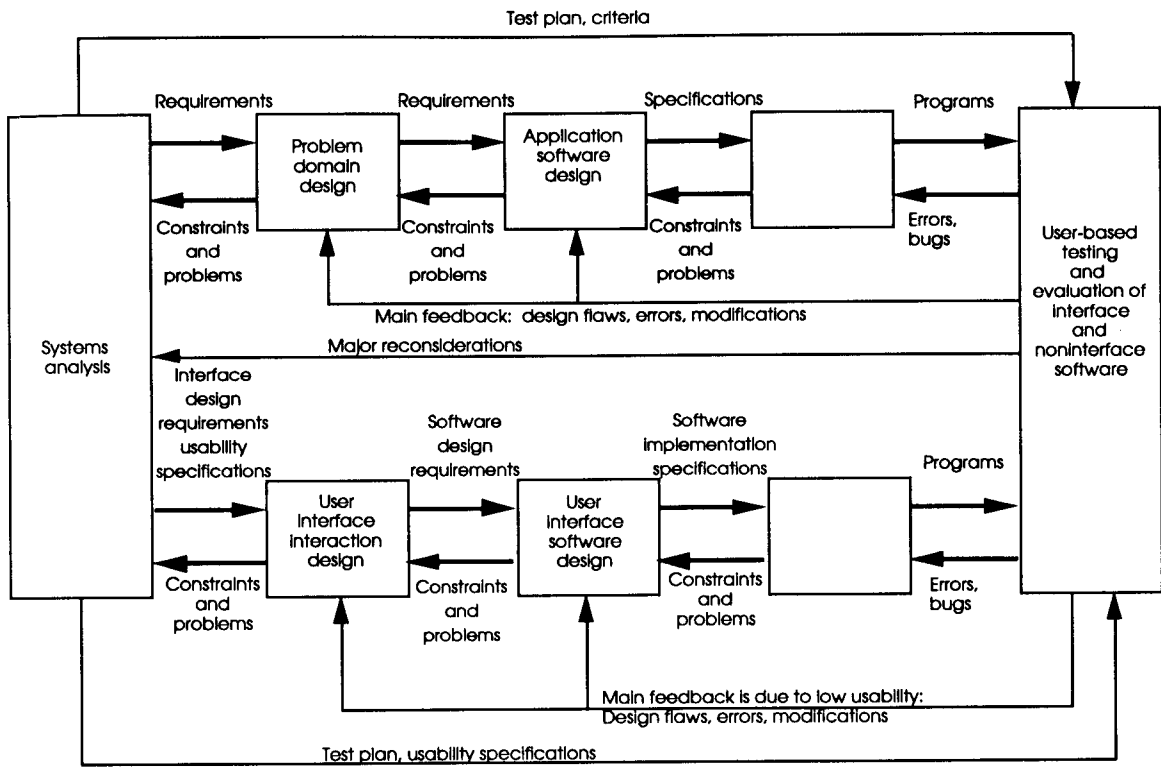 Test plan, criteria
Requirements
Requirements
Specifications
Programs
Problem
domain
design
Application
software
design
Constraints
and
problems
Constraints
and
problems
Constraints
and
problems
Errors,
bugs
User-based
testing
and
evaluation of
interface
and
noninterface
software
Main feedback: design flaws, errors, modifications
Major reconsiderations
Systems
analysis
Interface
design
requirements
usability
specifications
Software
design
requirements
Software
implementation
specifications
Programs
User
interface
interaction
design
User
interface
software
design
Constraints
and
problems
Constraints
and
problems
Constraints
and
problems
Errors,
bugs
Main feedback is due to low usability:
Design flaws, errors, modifications
Test plan, usability specifications